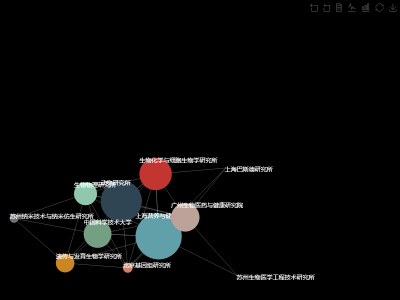 生物化学与细胞生物学研究所
上海巴斯德研究所
生物物理研究所
动物研究所
广州生物医药与健康研究院
苏州纳米技术与纳米仿生研究所
中国科学技术大学
上海营养与健
遗传与发育生物学研究所
北京基因组研究所
苏州生物医学工程技术研究所